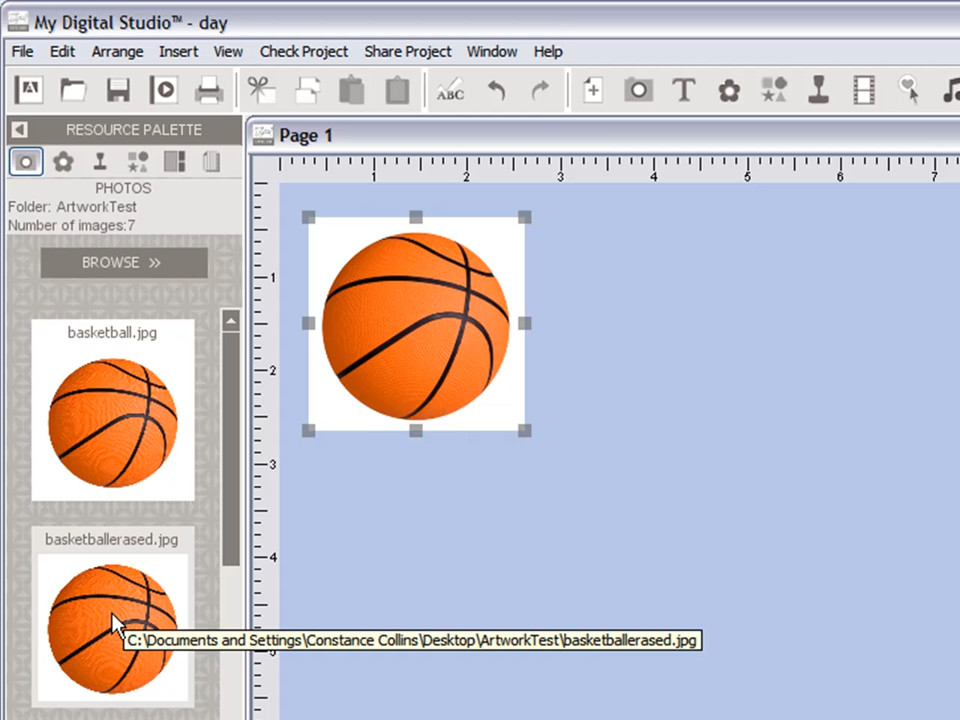 My Digital Studio™ - day
File Edit Arrange Insert View Check Project Share Project Window Help
A ABC T
RESOURCE PALETTE
Page 1
PHOTOS
Folder: ArtworkTest
Number of images:7
1 2 3 4 5 6 7
BROWSE »
1
basketball.jpg
2
3
basketballerased.jpg
4
C:\Documents and Settings\Constance Collins\Desktop\ArtworkTest\basketballerased.jpg
5